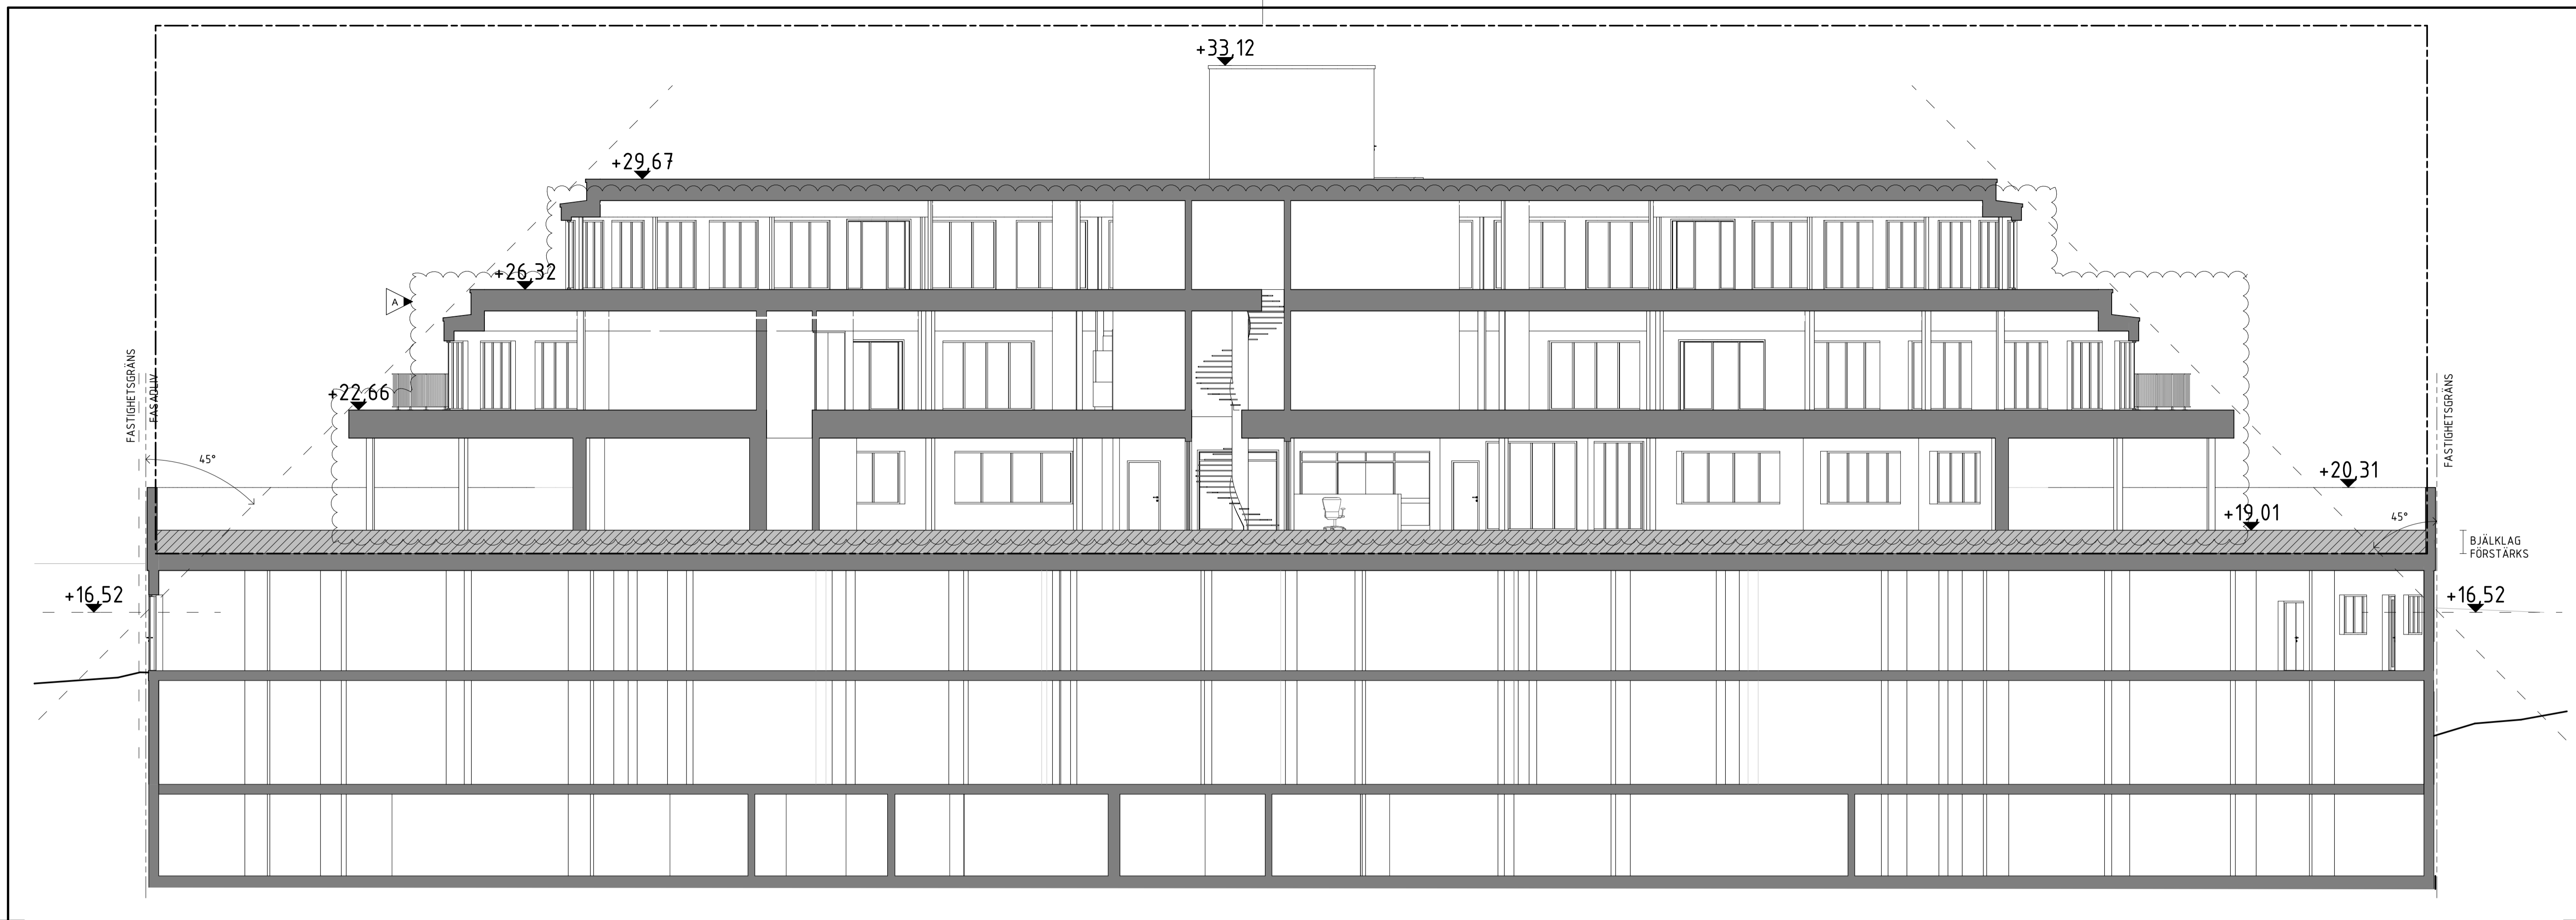 +33,12
+29,67
+26,32
A
+22,66
FASTIGHETSGRÄNS
FASADLIV
FASTIGHETSGRÄNS
45°
+20,31
+19,01
45°
BJÄLKLAG
FÖRSTÄRKS
+16,52
+16,52